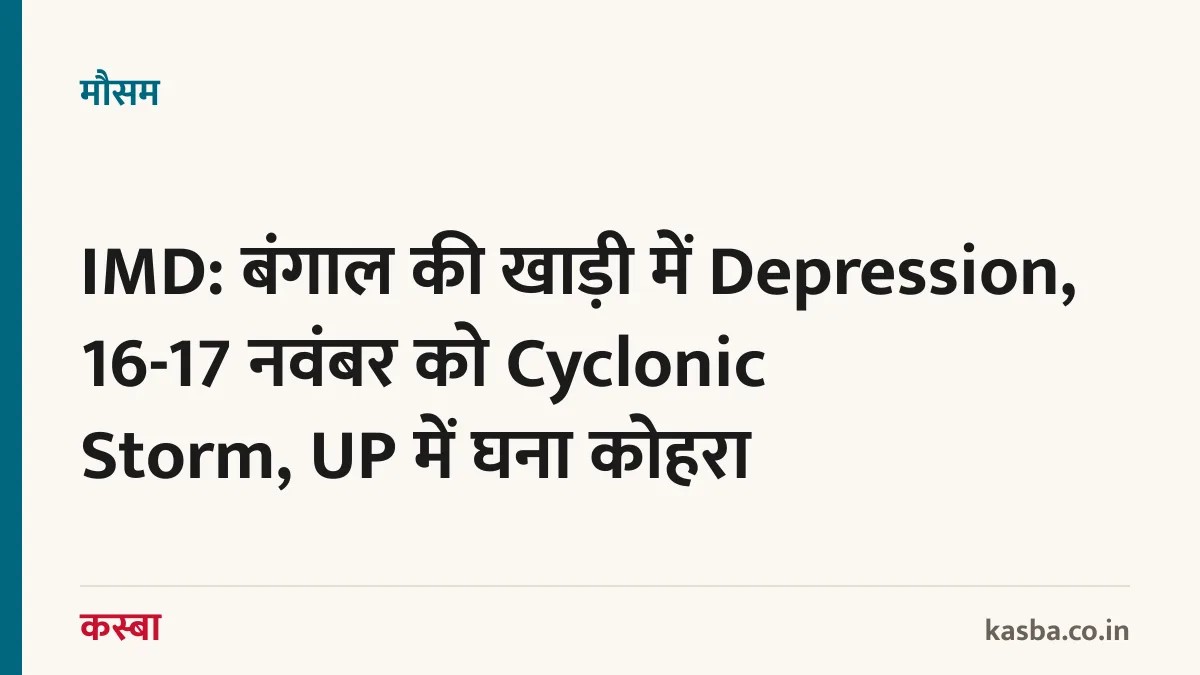 मौसम
IMD: बंगाल की खाड़ी में Depression,
16-17 नवंबर को Cyclonic
Storm, UP में घना कोहरा
कस्बा
kasba.co.in